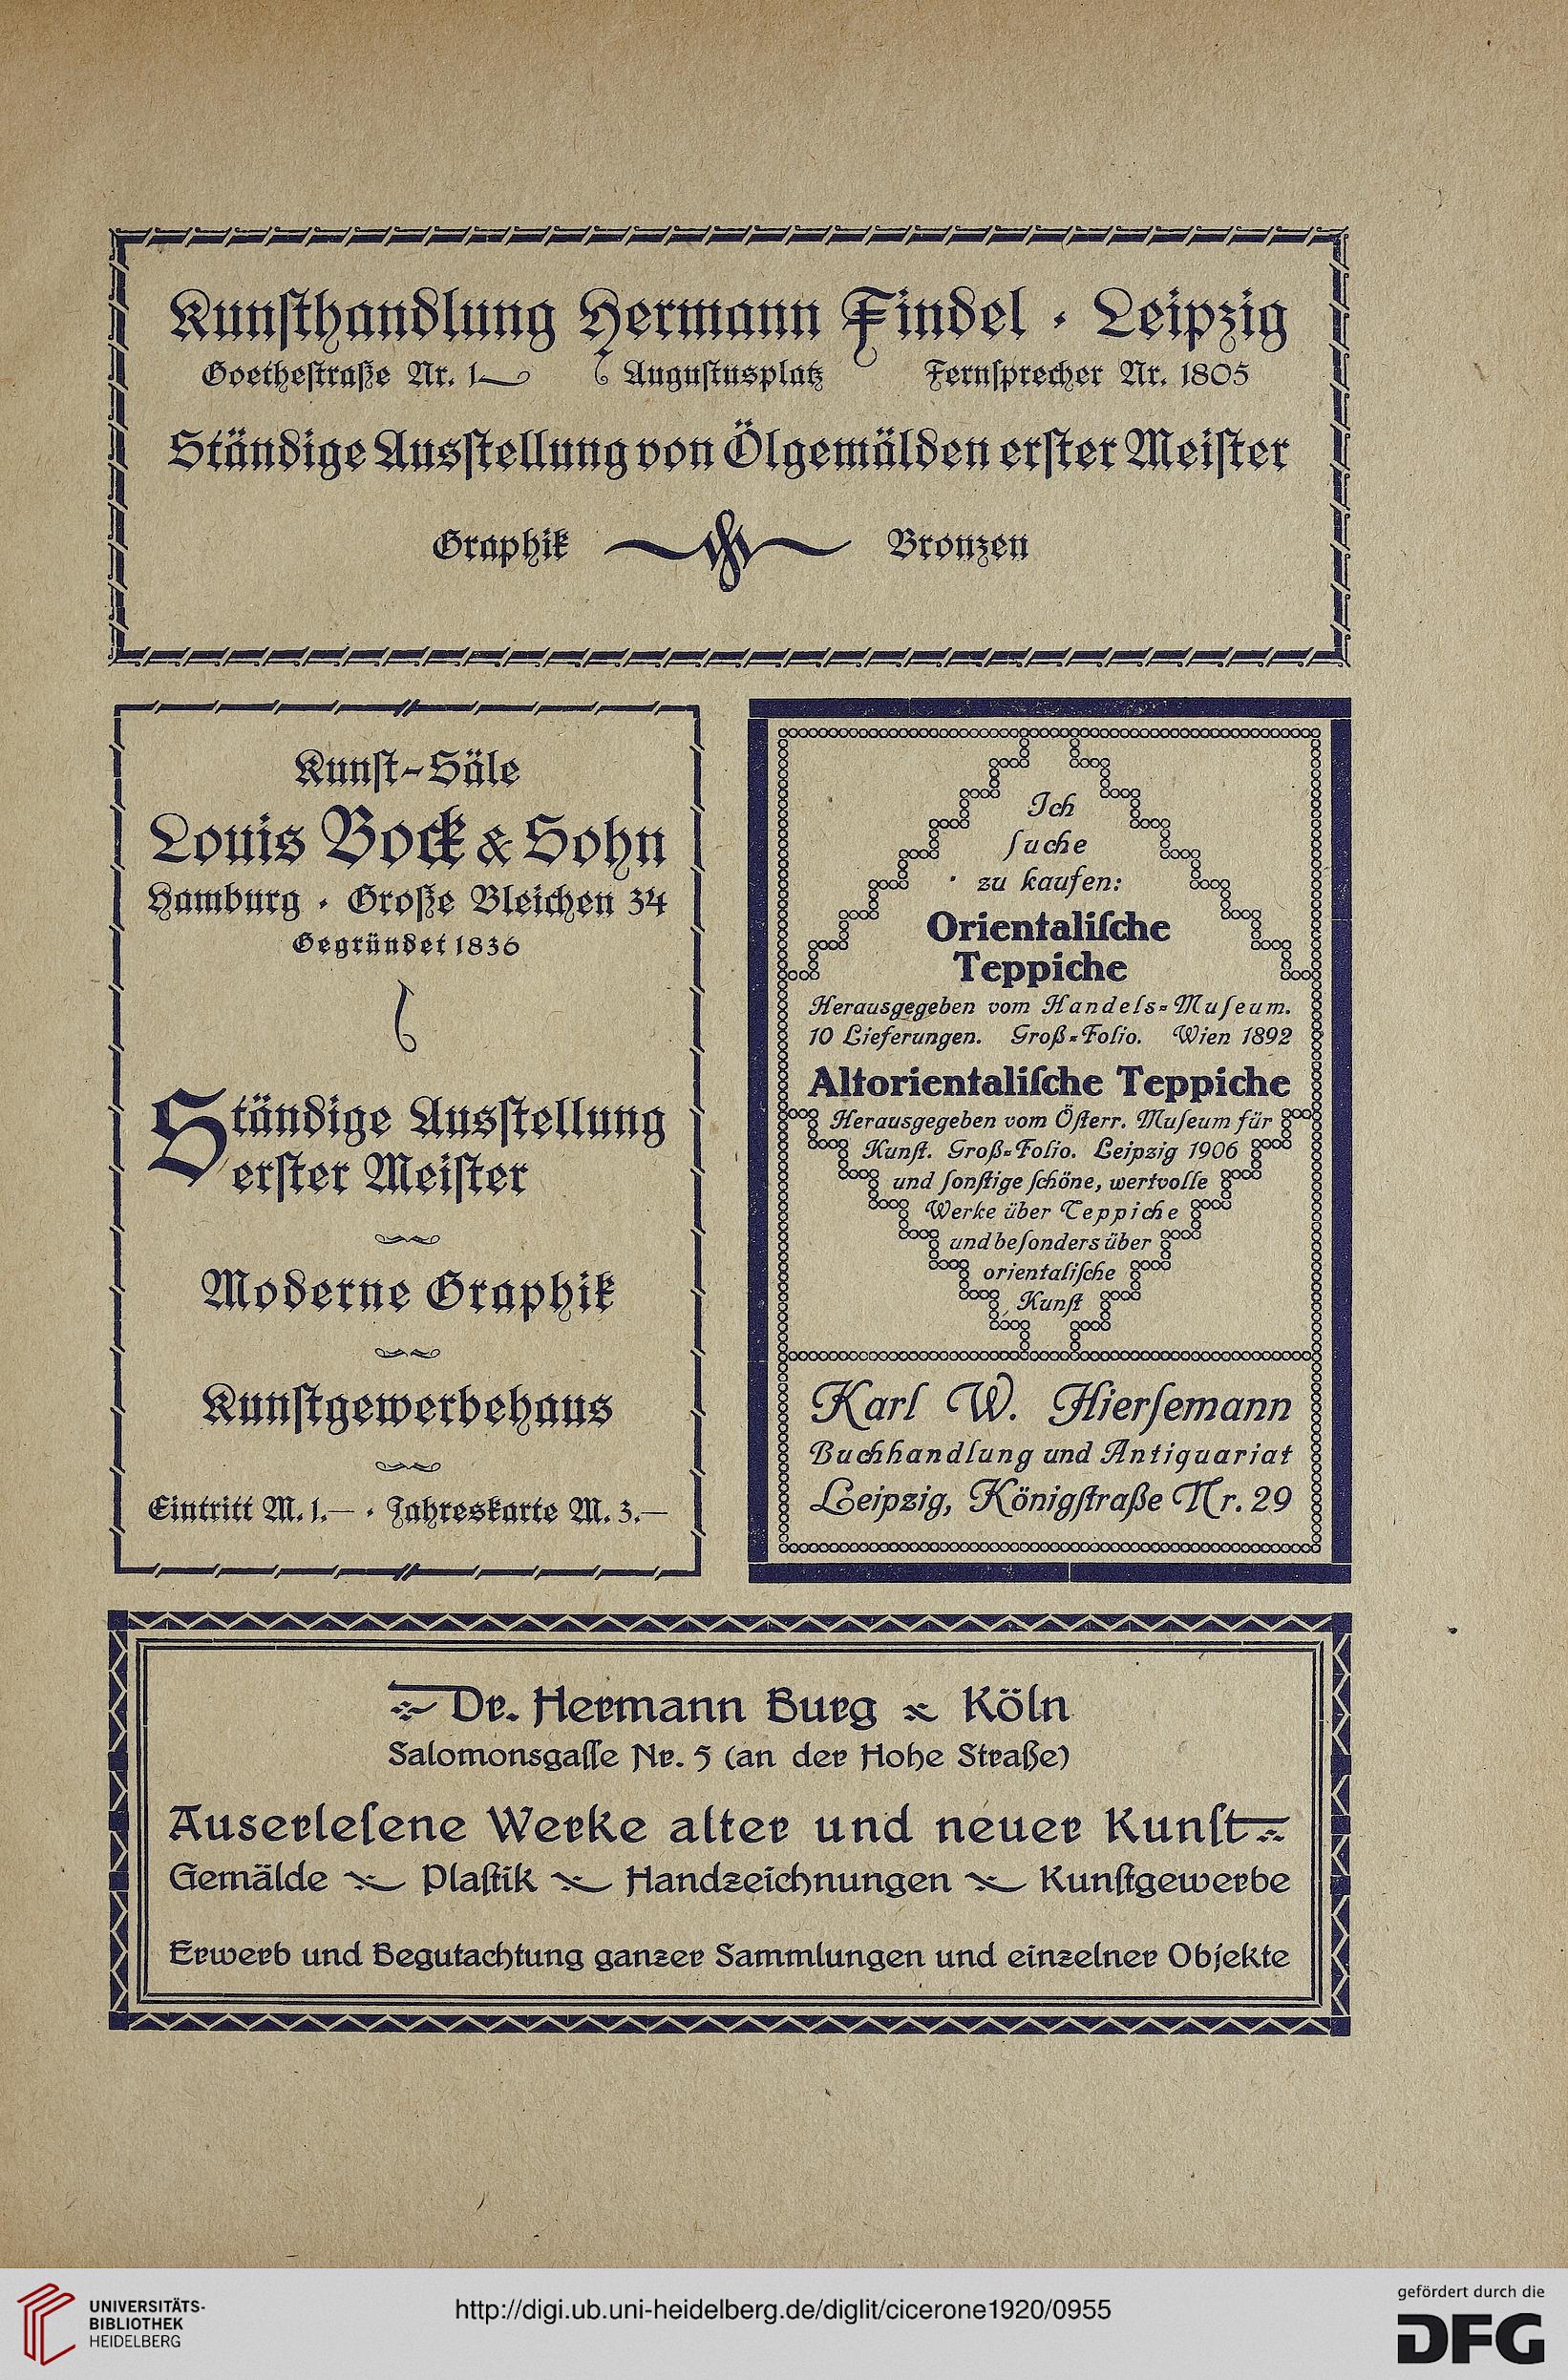 Kunſthandlung Hermann Findel · Leipzig
Goetheſtraße Nr. 1 Auguſtusplatz Fernſprecher Nr. 1805
Ständige Ausſtellung von Ölgemälden erſter Meiſter
Graphik Bronzen
Kunſt-Säle
Louis Bock & Sohn
Hamburg · Große Bleichen 34
Gegründet 1836
Ständige Ausſtellung
erſter Meiſter
Moderne Graphik
Kunſtgewerbehaus
Eintritt M. 1.— · Jahreskarte M. 3.—
Ich
ſuche
zu kaufen:
Orientaliſche
Teppiche
Herausgegeben vom Handels-Muſeum.
10 Lieferungen. Groß-Folio. Wien 1892
Altorientaliſche Teppiche
Herausgegeben vom Öſterr. Muſeum für
Kunſt. Groß-Folio. Leipzig 1906
und ſonſtige ſchöne, wertvolle
Werke über Teppiche
und beſonders über
orientaliſche
Kunſt
Karl W. Hierſemann
Buchhandlung und Antiquariat
Leipzig, Königſtraße Nr. 29
Dr. Hermann Burg Köln
Salomonsgaſſe Nr. 5 (an der Hohe Straße)
Auserleſene Werke alter und neuer Kunſt
Gemälde Plaſtik Handzeichnungen Kunſtgewerbe
Erwerb und Begutachtung ganzer Sammlungen und einzelner Objekte
UNIVERSITÄTS-
BIBLIOTHEK
HEIDELBERG
http://digi.ub.uni-heidelberg.de/diglit/cicerone1920/0955
gefördert durch die
DFG